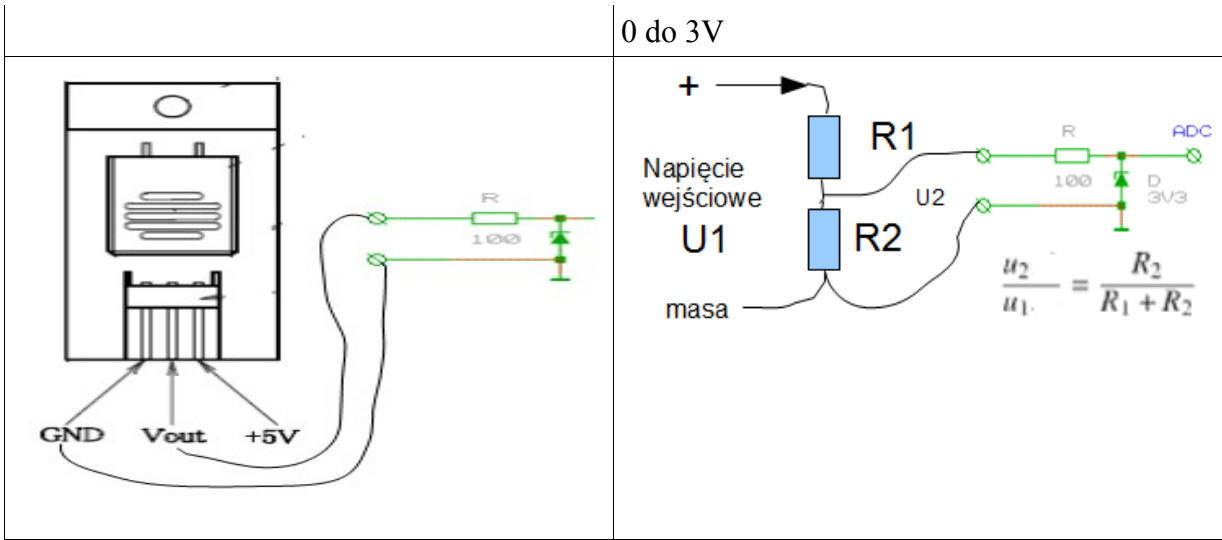 0 do 3V
R
100
GND Vout +5V
+
R1
Napięcie
wejściowe
U1
U2
R2
masa
R
100
ADC
D
3V3
u₂ / u₁. = R₂ / R₁ + R₂